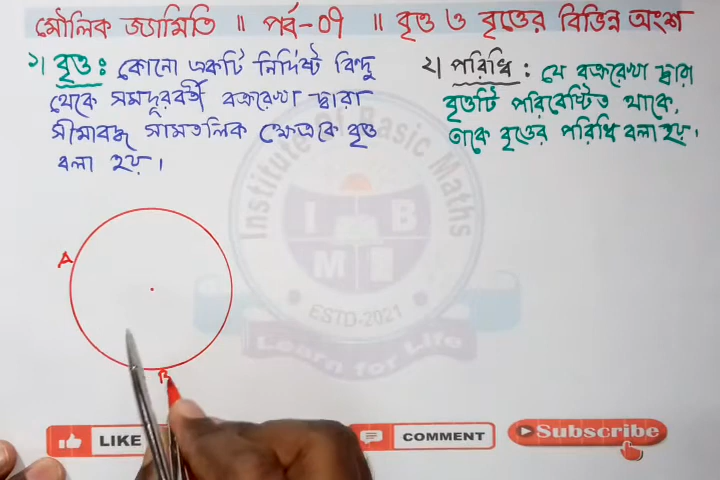 মৌলিক জ্যামিতি ॥ পর্ব-০৭ ॥ বৃত্ত ও বৃত্তের বিভিন্ন অংশ
১) বৃত্ত : কোনো একটি নির্দিষ্ট বিন্দু
থেকে সমদূরবর্তী বক্ররেখা দ্বারা
সীমাবদ্ধ সামতলিক ক্ষেত্রকে বৃত্ত
বলা হয়।
২) পরিধি : যে বক্ররেখা দ্বারা
বৃত্তটি পরিবেষ্টিত থাকে,
তাকে বৃত্তের পরিধি বলা হয়।
Institute of Basic Maths
I B
M
ESTD-2021
Learn for Life
A
B
LIKE
COMMENT
Subscribe